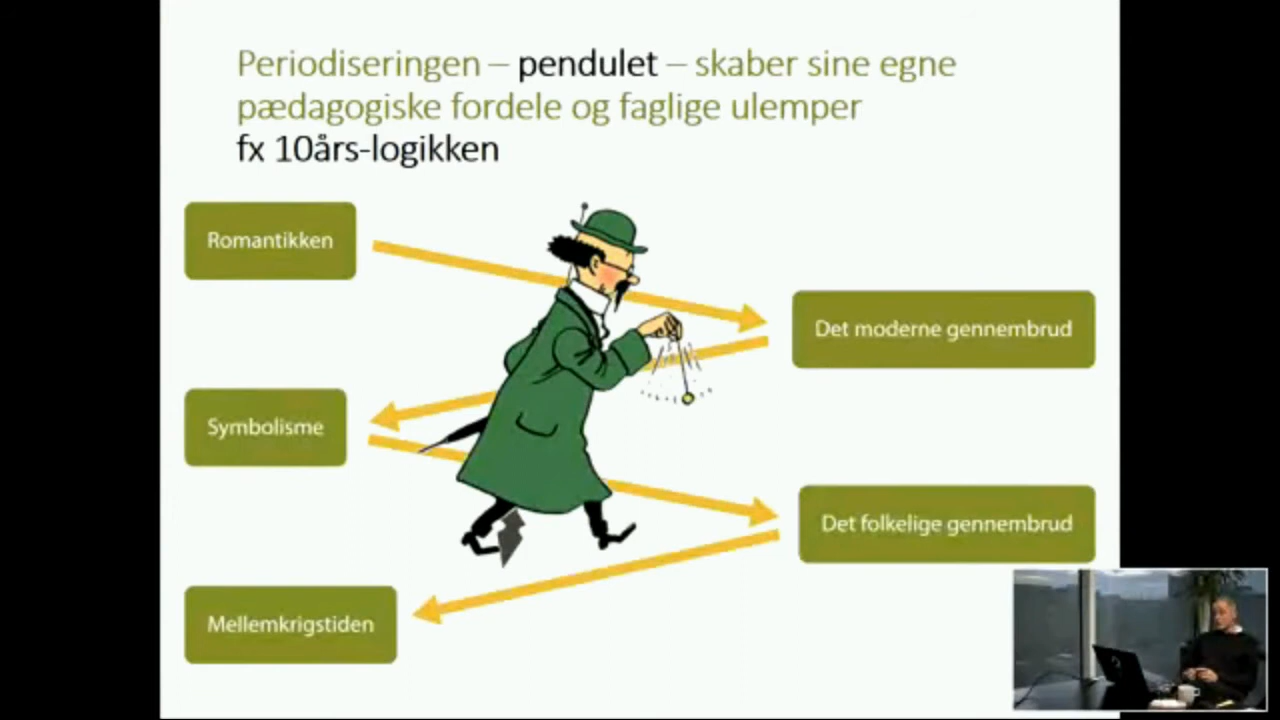 Periodiseringen – pendulet – skaber sine egne
pædagogiske fordele og faglige ulemper
fx 10års-logikken
Romantikken
Det moderne gennembrud
Symbolisme
Det folkelige gennembrud
Mellemkrigstiden